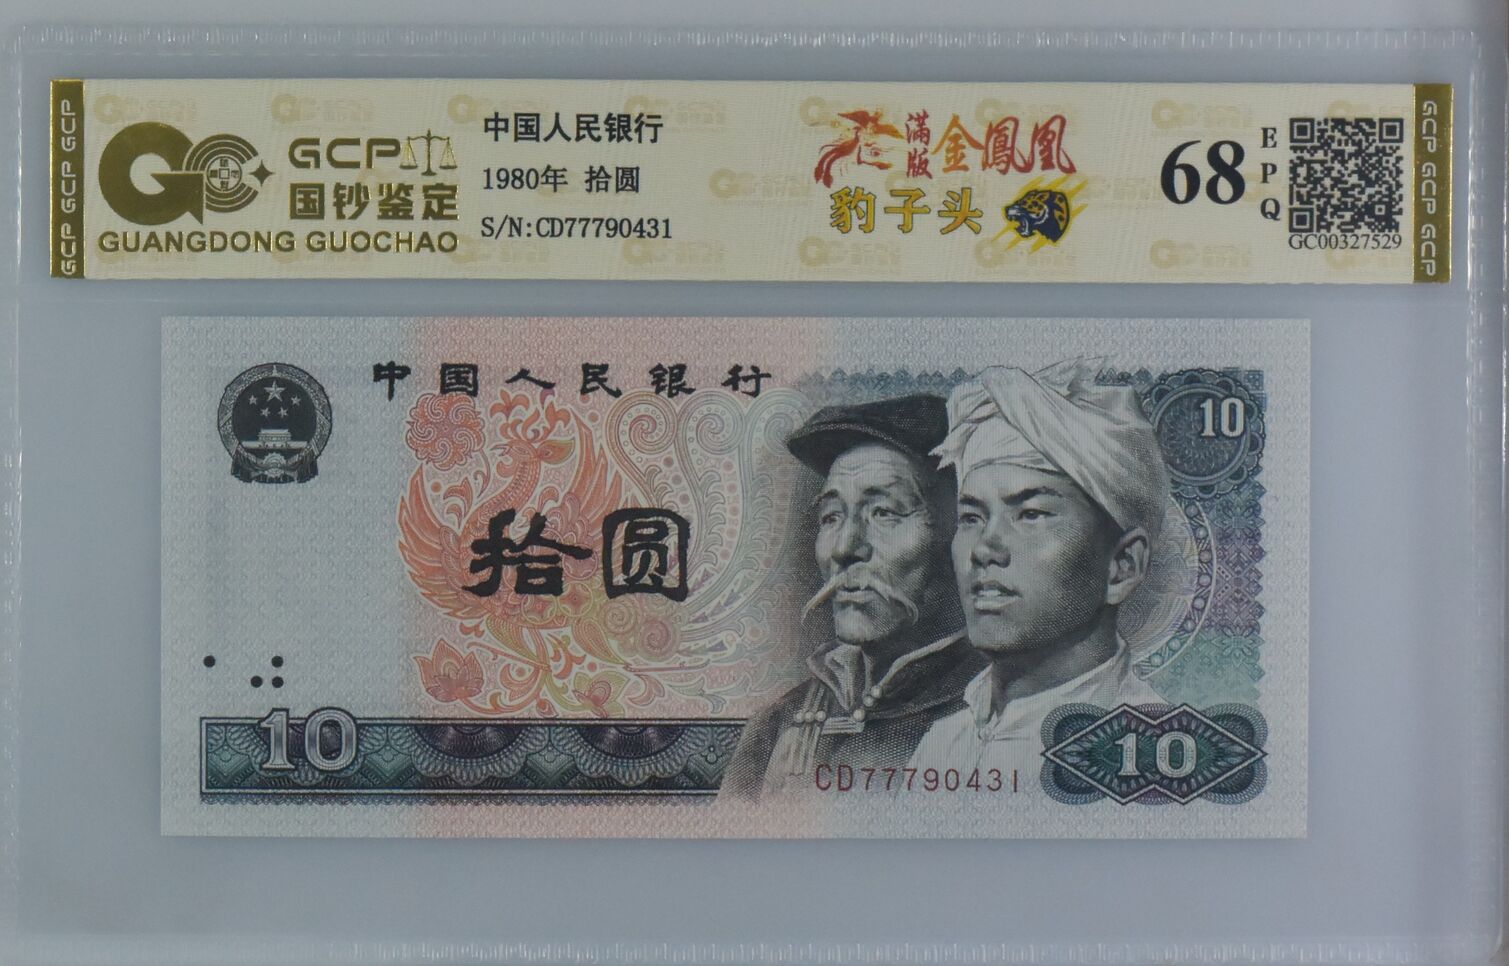 GCP GCP GCP
GCP
国钞鉴定
GUANGDONG GUOCHAO
中国人民银行
1980年 拾圆
S/N:CD77790431
满版金鳳凰
豹子头
68
EPQ
GC00327529
GCP GCP GCP
中国人民银行
10
拾圆
10
CD77790431
10